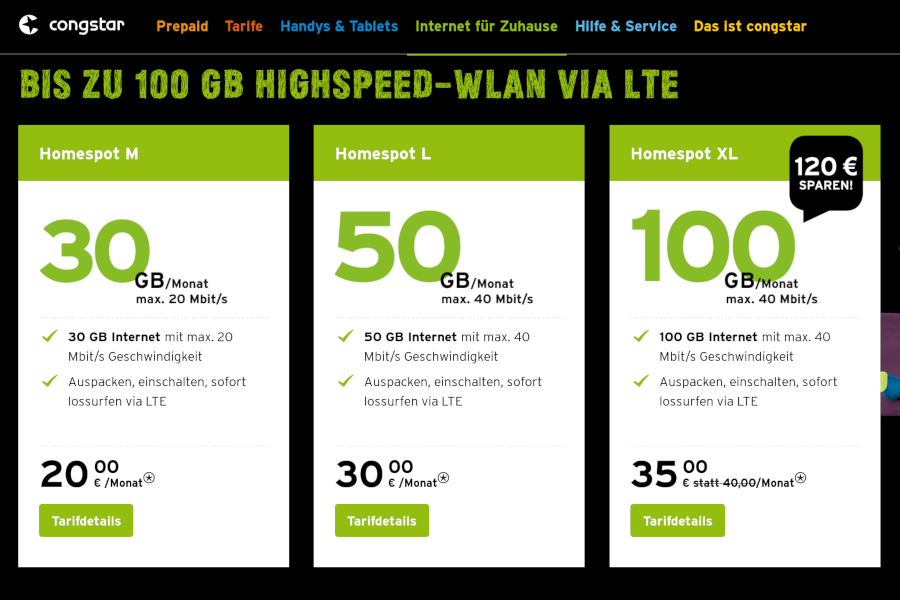 congstar Prepaid Tarife Handys & Tablets Internet für Zuhause Hilfe & Service Das ist congstar
BIS ZU 100 GB HIGHSPEED-WLAN VIA LTE
Homespot M
30
GB/Monat
max. 20 Mbit/s
30 GB Internet mit max. 20
Mbit/s Geschwindigkeit
Auspacken, einschalten, sofort
lossurfen via LTE
20 00
€ /Monat*
Tarifdetails
Homespot L
50
GB/Monat
max. 40 Mbit/s
50 GB Internet mit max. 40
Mbit/s Geschwindigkeit
Auspacken, einschalten, sofort
lossurfen via LTE
30 00
€ /Monat*
Tarifdetails
Homespot XL
120 €
SPAREN!
100
GB/Monat
max. 40 Mbit/s
100 GB Internet mit max. 40
Mbit/s Geschwindigkeit
Auspacken, einschalten, sofort
lossurfen via LTE
35 00
€ statt 40,00/Monat*
Tarifdetails